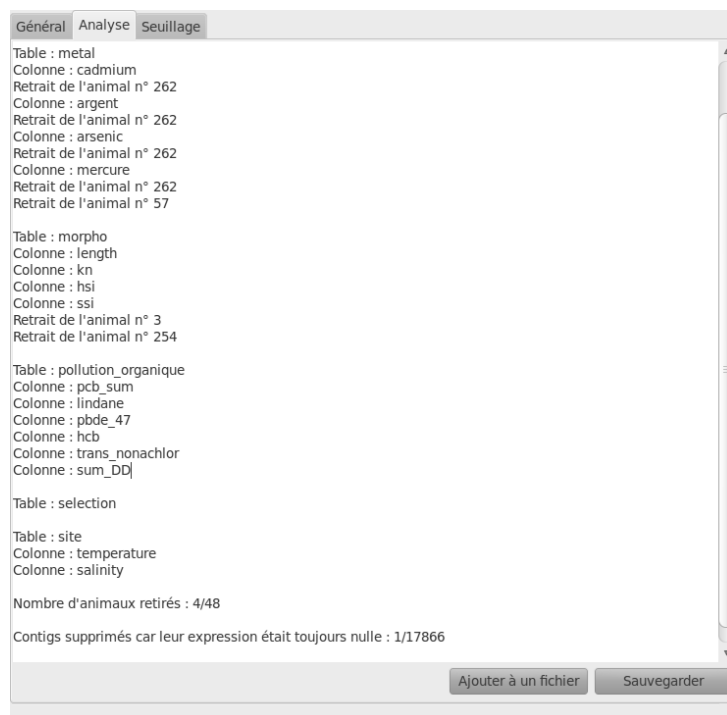 Général Analyse Seuillage
Table : metal
Colonne : cadmium
Retrait de l'animal n° 262
Colonne : argent
Retrait de l'animal n° 262
Colonne : arsenic
Retrait de l'animal n° 262
Colonne : mercure
Retrait de l'animal n° 262
Retrait de l'animal n° 57
Table : morpho
Colonne : length
Colonne : kn
Colonne : hsi
Colonne : ssi
Retrait de l'animal n° 3
Retrait de l'animal n° 254
Table : pollution_organique
Colonne : pcb_sum
Colonne : lindane
Colonne : pbde_47
Colonne : hcb
Colonne : trans_nonachlor
Colonne : sum_DD
Table : selection
Table : site
Colonne : temperature
Colonne : salinity
Nombre d'animaux retirés : 4/48
Contigs supprimés car leur expression était toujours nulle : 1/17866
Ajouter à un fichier Sauvegarder